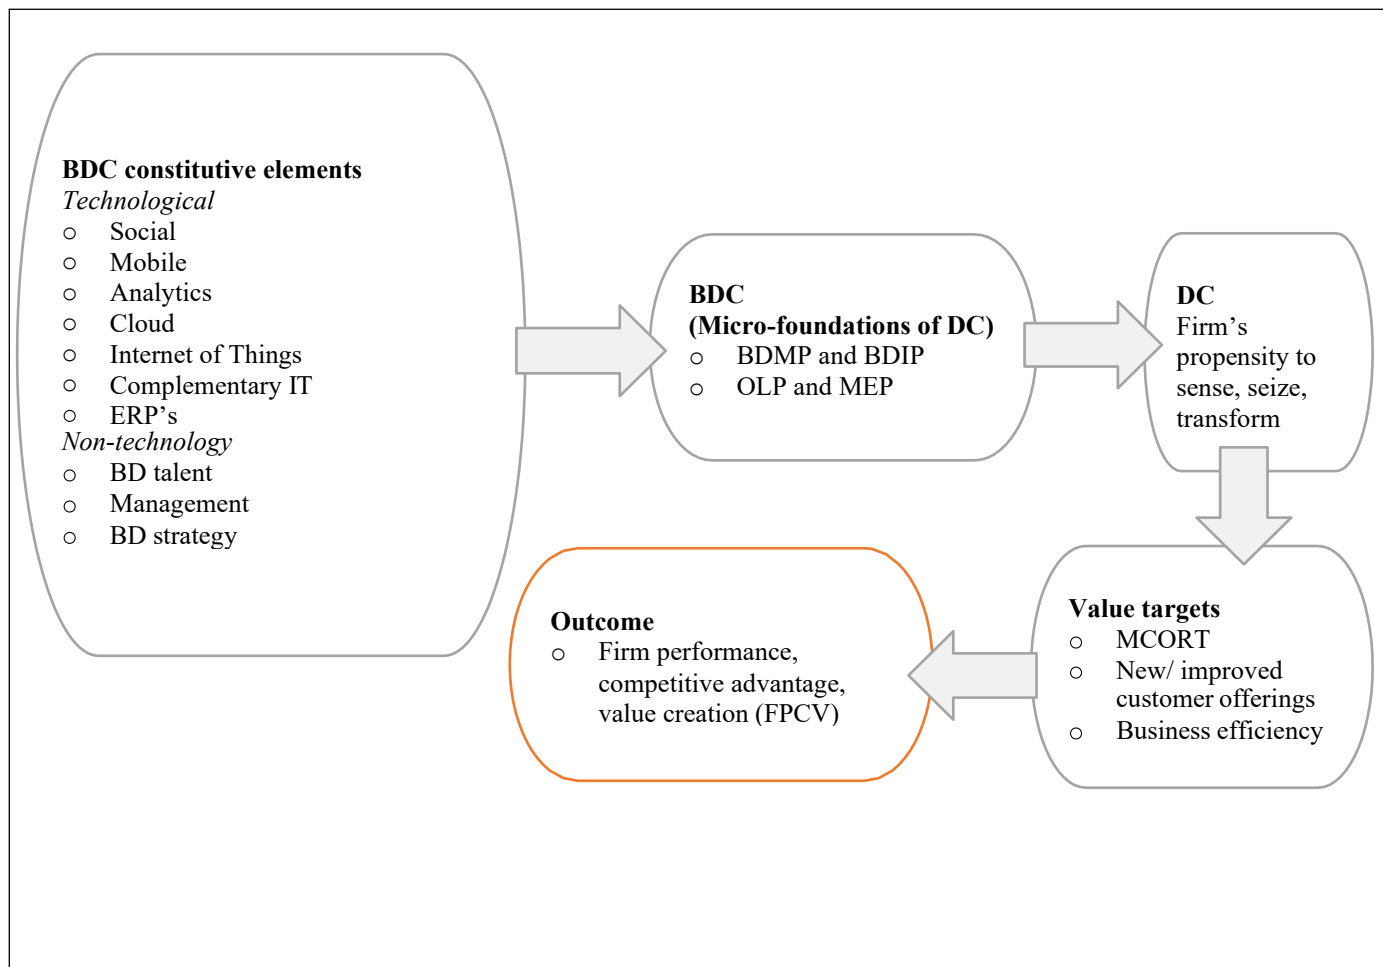 BDC constitutive elements
Technological
○ Social
○ Mobile
○ Analytics
○ Cloud
○ Internet of Things
○ Complementary IT
○ ERP’s
Non-technology
○ BD talent
○ Management
○ BD strategy
BDC
(Micro-foundations of DC)
○ BDMP and BDIP
○ OLP and MEP
DC
Firm’s
propensity to
sense, seize,
transform
Value targets
○ MCORT
○ New/ improved
customer offerings
○ Business efficiency
Outcome
○ Firm performance,
competitive advantage,
value creation (FPCV)